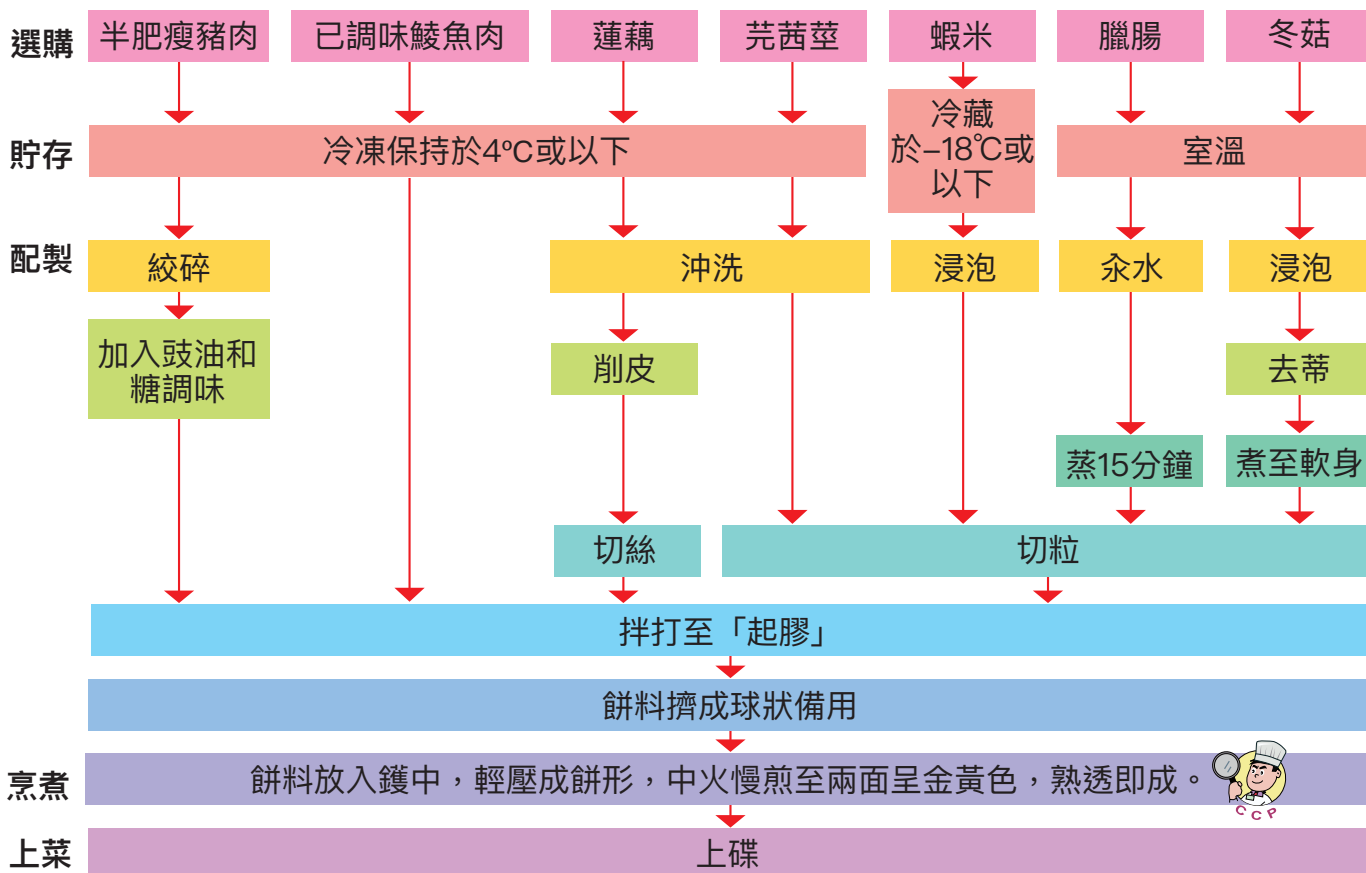 選購
半肥瘦豬肉
已調味鯪魚肉
蓮藕
芫茜莖
蝦米
臘腸
冬菇
貯存
冷凍保持於4ºC或以下
冷藏
於–18℃或
以下
室溫
配製
絞碎
沖洗
浸泡
汆水
浸泡
加入豉油和
糖調味
削皮
去蒂
蒸15分鐘
煮至軟身
切絲
切粒
拌打至「起膠」
餅料擠成球狀備用
烹煮
餅料放入鑊中，輕壓成餅形，中火慢煎至兩面呈金黃色，熟透即成。
CCP
上菜
上碟